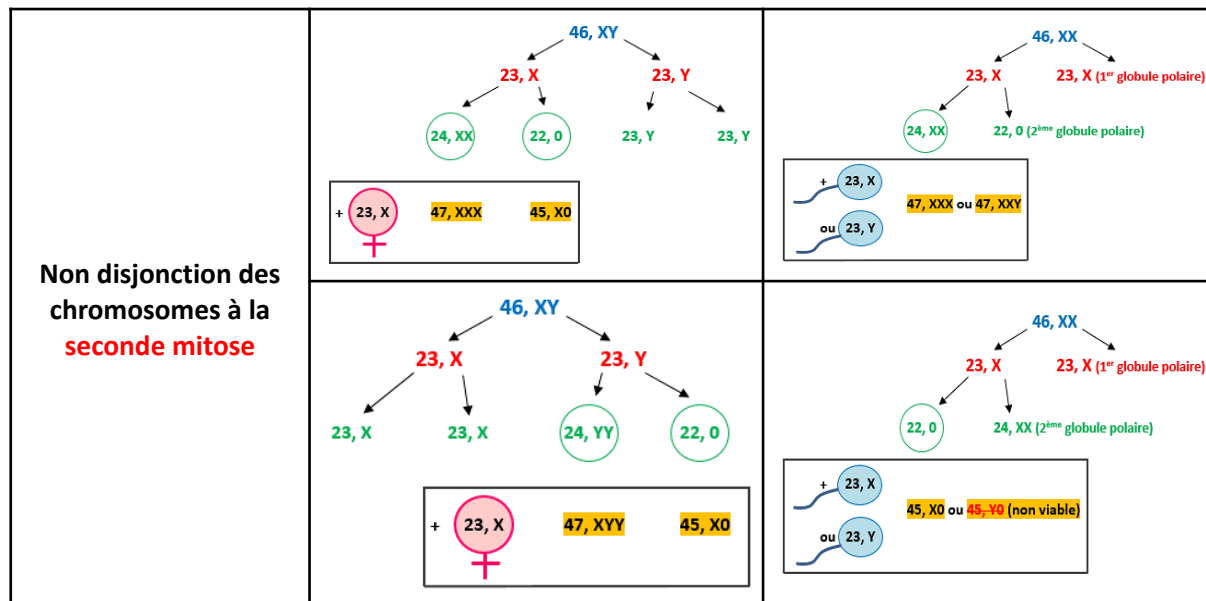 Non disjonction des
chromosomes à la
seconde mitose
46, XY
23, X
23, Y
24, XX
22, 0
23, Y
23, Y
+
23, X
47, XXX
45, X0
46, XX
23, X
23, X (1er globule polaire)
24, XX
22, 0 (2ème globule polaire)
+
23, X
ou
23, Y
47, XXX ou 47, XXY
46, XY
23, X
23, Y
23, X
23, X
24, YY
22, 0
+
23, X
47, XYY
45, X0
46, XX
23, X
23, X (1er globule polaire)
22, 0
24, XX (2ème globule polaire)
+
23, X
ou
23, Y
45, X0 ou 45, Y0 (non viable)